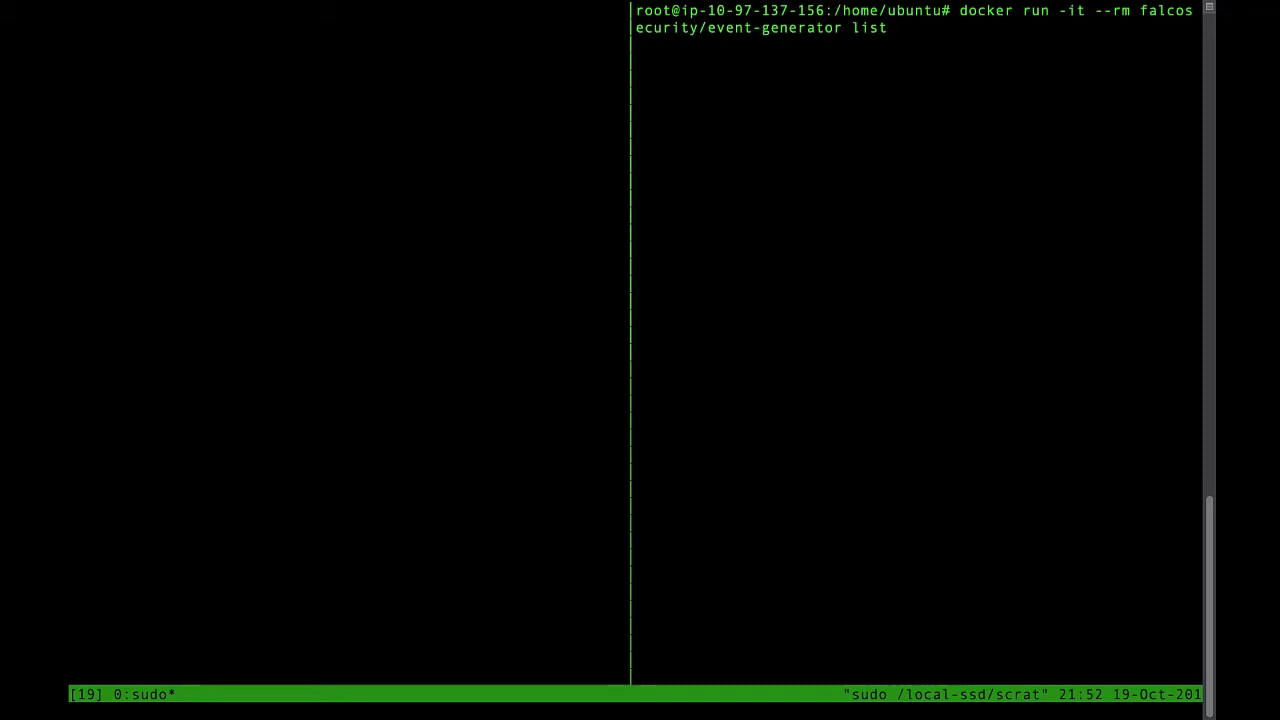 root@ip-10-97-137-156:/home/ubuntu# docker run -it --rm falcos
ecurity/event-generator list
[19] 0:sudo* "sudo /local-ssd/scrat" 21:52 19-Oct-201